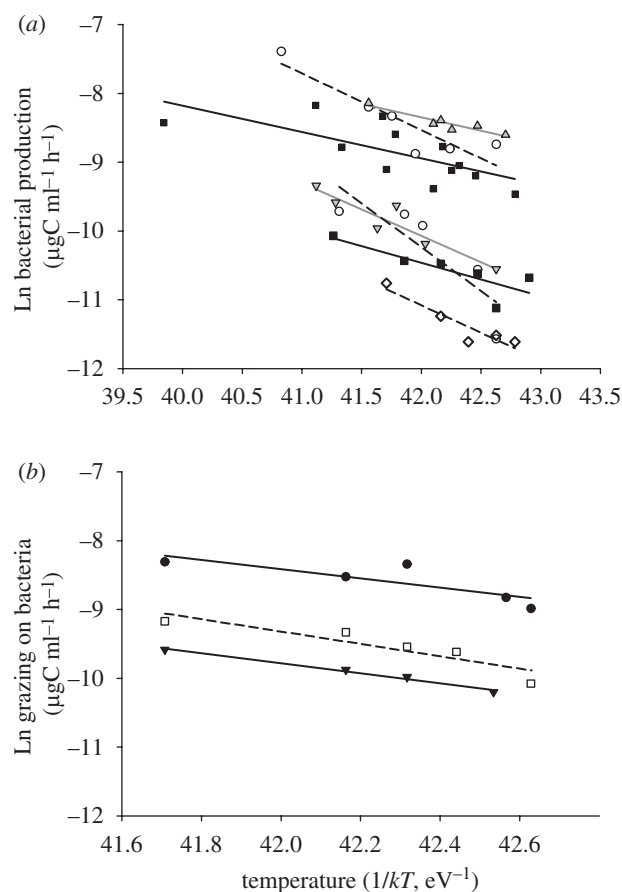 (a)
−7
−8
−9
−10
−11
−12
Ln bacterial production
(µgC ml−1 h−1)
39.5 40.0 40.5 41.0 41.5 42.0 42.5 43.0 43.5
(b)
−7
−8
−9
−10
−11
−12
Ln grazing on bacteria
(µgC ml−1 h−1)
41.6 41.8 42.0 42.2 42.4 42.6
temperature (1/kT, eV−1)